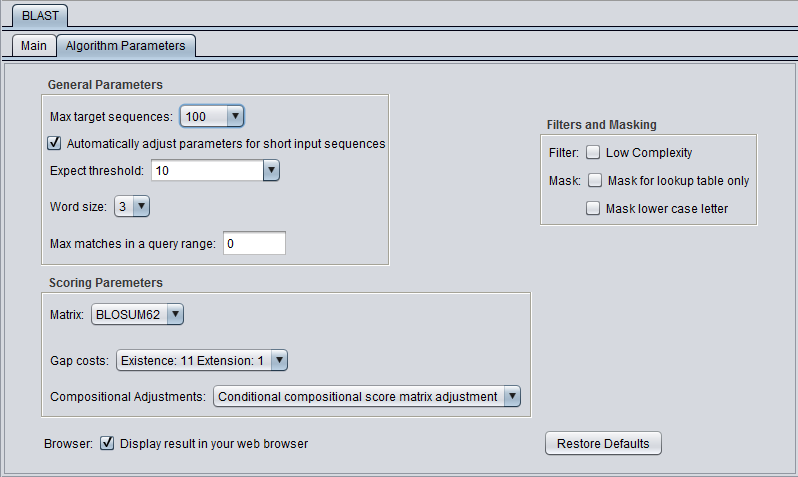 BLAST
Main Algorithm Parameters
General Parameters
Max target sequences: 100
Automatically adjust parameters for short input sequences
Expect threshold: 10
Word size: 3
Max matches in a query range: 0
Filters and Masking
Filter: Low Complexity
Mask: Mask for lookup table only
Mask lower case letter
Scoring Paremeters
Matrix: BLOSUM62
Gap costs: Existence: 11 Extension: 1
Compositional Adjustments: Conditional compositional score matrix adjustment
Browser: Display result in your web browser
Restore Defaults